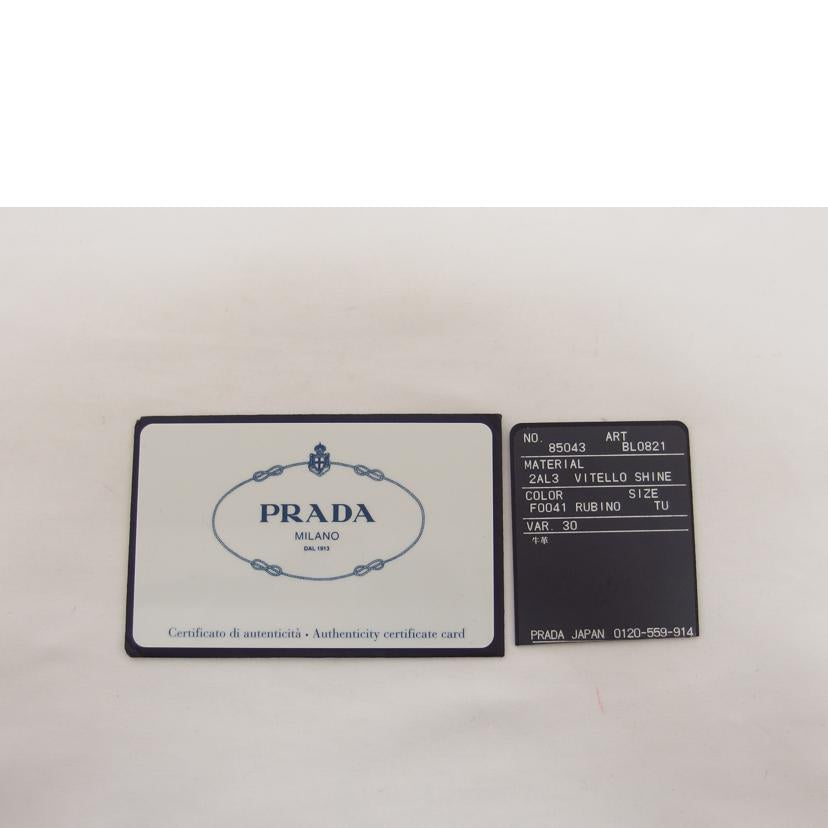 PRADA
MILANO
DAL 1913
Certificato di autenticità • Authenticity certificate card
NO. ART
85043 BL0821
MATERIAL
2AL3 VITELLO SHINE
COLOR SIZE
F0041 RUBINO TU
VAR. 30
牛革
PRADA JAPAN 0120-559-914